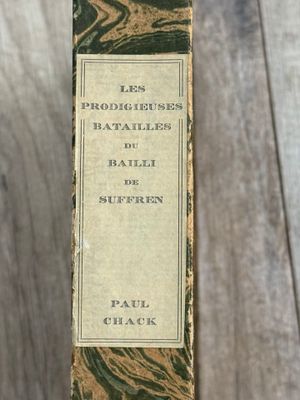 LES
PRODIGIEUSES
BATAILLES
DU
BAILLI
DE
SUFFREN
PAUL
CHACK